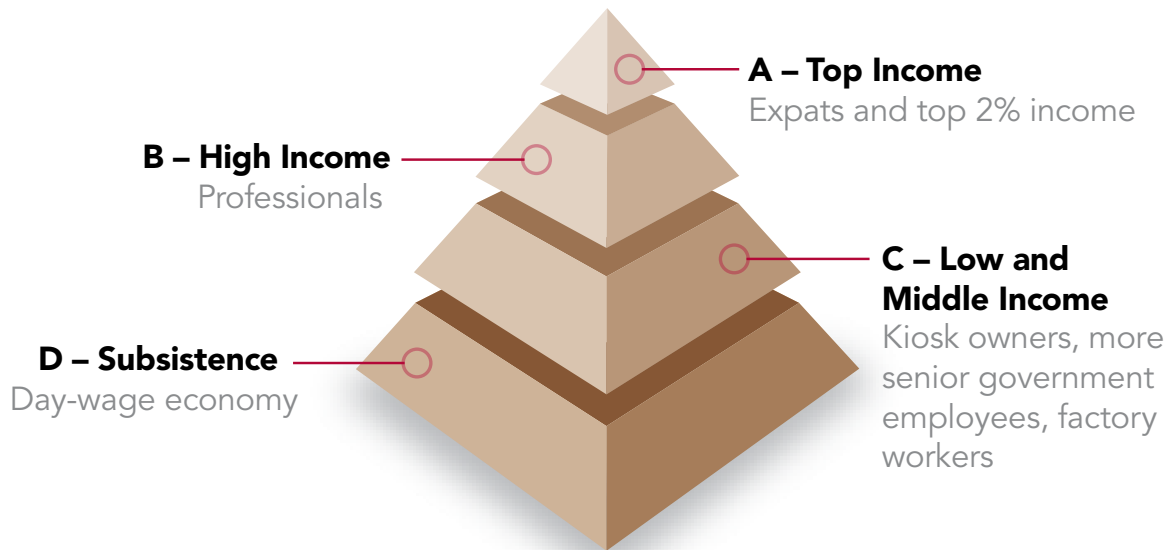 A – Top Income
Expats and top 2% income
B – High Income
Professionals
C – Low and
Middle Income
Kiosk owners, more
senior government
employees, factory
workers
D – Subsistence
Day-wage economy